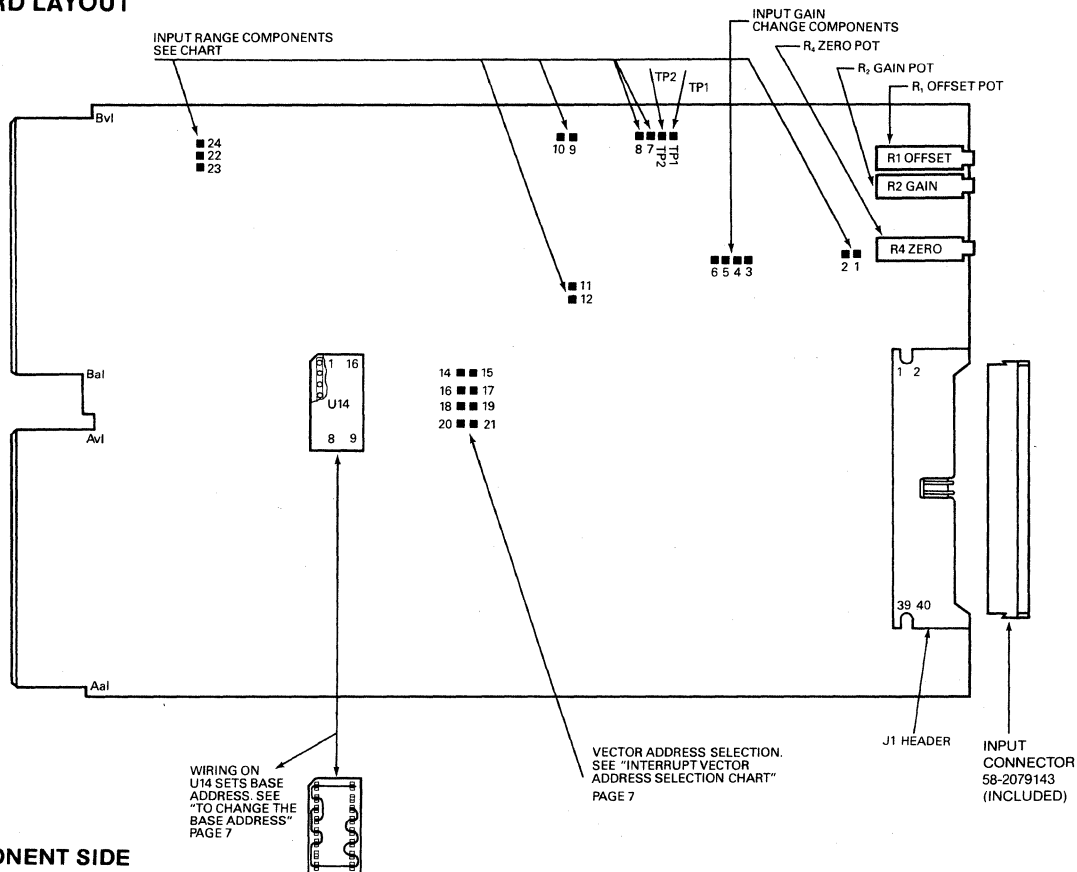 RD LAYOUT
INPUT GAIN
CHANGE COMPONENTS
INPUT RANGE COMPONENTS
SEE CHART
R₄ ZERO POT
R₂ GAIN POT
R₁ OFFSET POT
TP2
TP1
Bvl
24
22
23
10 9
8 7
TP2
TP1
R1 OFFSET
R2 GAIN
R4 ZERO
2 1
6 5 4 3
11
12
Bal
1 16
U14
8 9
14 15
16 17
18 19
20 21
1 2
Avl
39 40
Aal
J1 HEADER
INPUT
CONNECTOR
58-2079143
(INCLUDED)
VECTOR ADDRESS SELECTION.
SEE "INTERRUPT VECTOR
ADDRESS SELECTION CHART"
PAGE 7
WIRING ON
U14 SETS BASE
ADDRESS. SEE
"TO CHANGE THE
BASE ADDRESS"
PAGE 7
ONENT SIDE